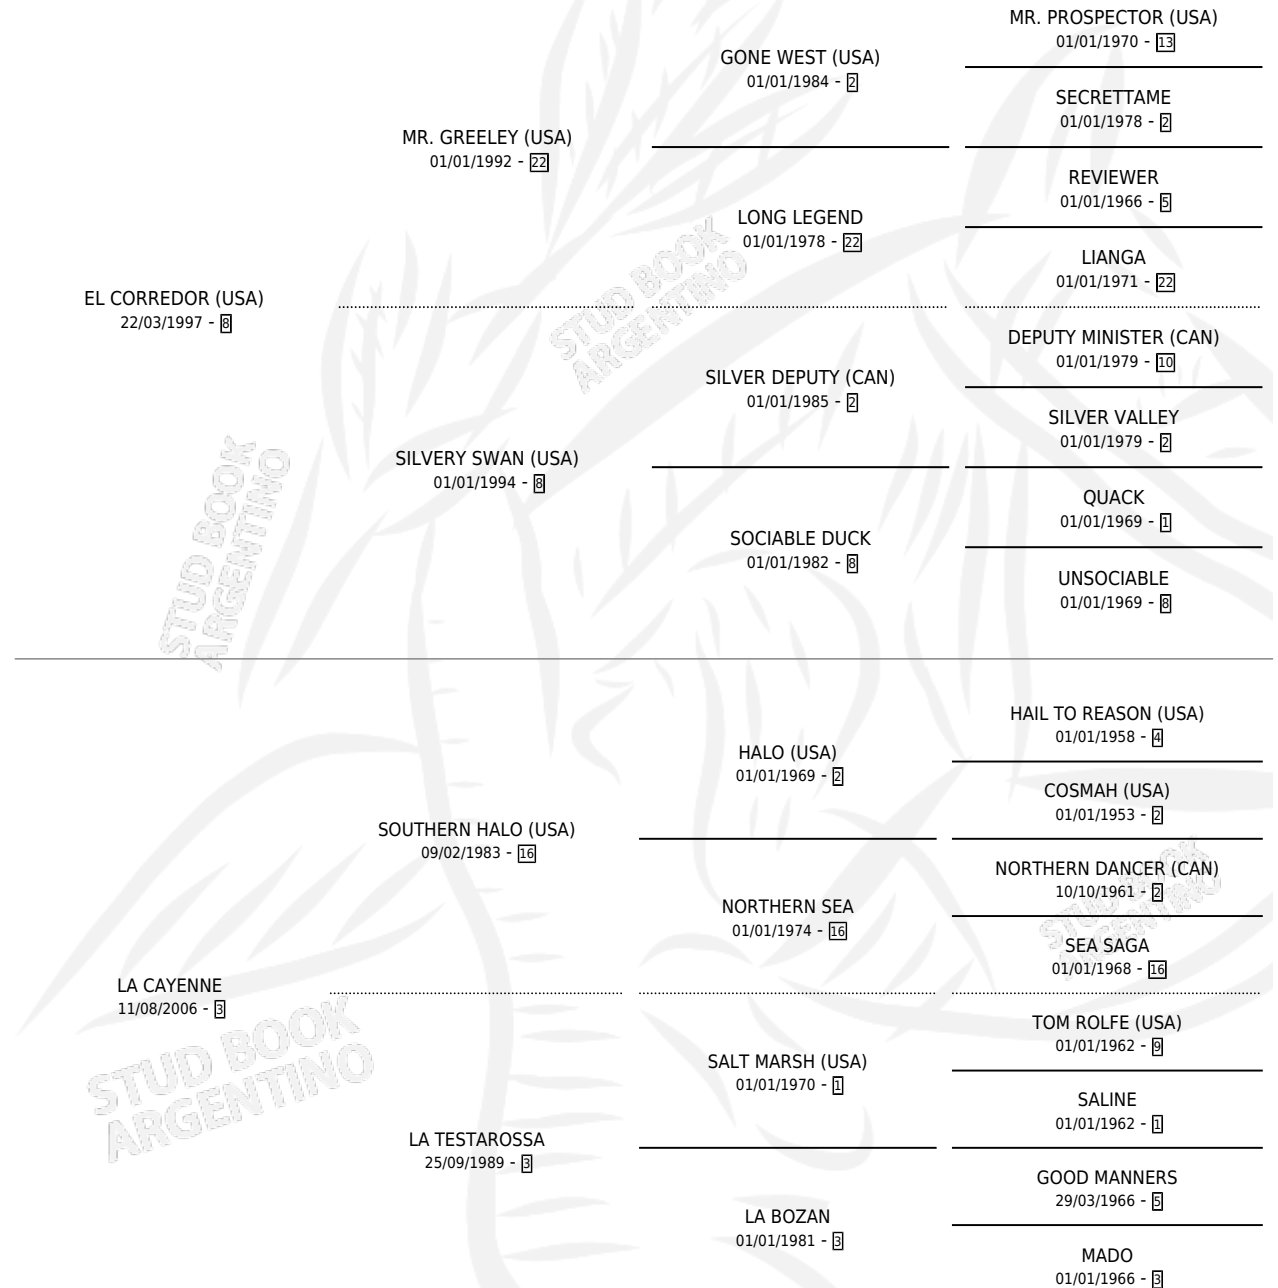 MR. PROSPECTOR (USA)
01/01/1970 - 13
GONE WEST (USA)
01/01/1984 - 2
SECRETTAME
01/01/1978 - 2
MR. GREELEY (USA)
01/01/1992 - 22
REVIEWER
01/01/1966 - 5
LONG LEGEND
01/01/1978 - 22
LIANGA
01/01/1971 - 22
EL CORREDOR (USA)
22/03/1997 - 8
DEPUTY MINISTER (CAN)
01/01/1979 - 10
SILVER DEPUTY (CAN)
01/01/1985 - 2
SILVER VALLEY
01/01/1979 - 2
SILVERY SWAN (USA)
01/01/1994 - 8
QUACK
01/01/1969 - 1
SOCIABLE DUCK
01/01/1982 - 8
UNSOCIABLE
01/01/1969 - 8
HAIL TO REASON (USA)
01/01/1958 - 4
HALO (USA)
01/01/1969 - 2
COSMAH (USA)
01/01/1953 - 2
SOUTHERN HALO (USA)
09/02/1983 - 16
NORTHERN DANCER (CAN)
10/10/1961 - 2
NORTHERN SEA
01/01/1974 - 16
SEA SAGA
01/01/1968 - 16
LA CAYENNE
11/08/2006 - 3
TOM ROLFE (USA)
01/01/1962 - 9
SALT MARSH (USA)
01/01/1970 - 1
SALINE
01/01/1962 - 1
LA TESTAROSSA
25/09/1989 - 3
GOOD MANNERS
29/03/1966 - 5
LA BOZAN
01/01/1981 - 3
MADO
01/01/1966 - 3
STUD BOOK
ARGENTINO
STUD BOOK
ARGENTINO
STUD BOOK
ARGENTINO
STUD BOOK
ARGENTINO